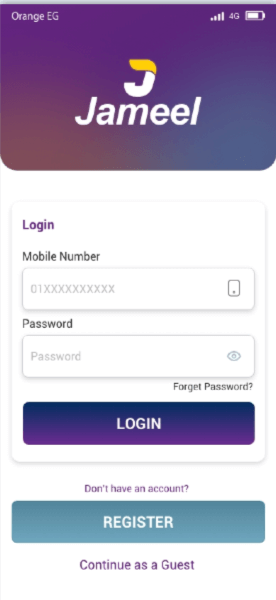 Orange EG
4G
Jameel
Login
Mobile Number
01XXXXXXXXXX
Password
Password
Forget Password?
LOGIN
Don't have an account?
REGISTER
Continue as a Guest